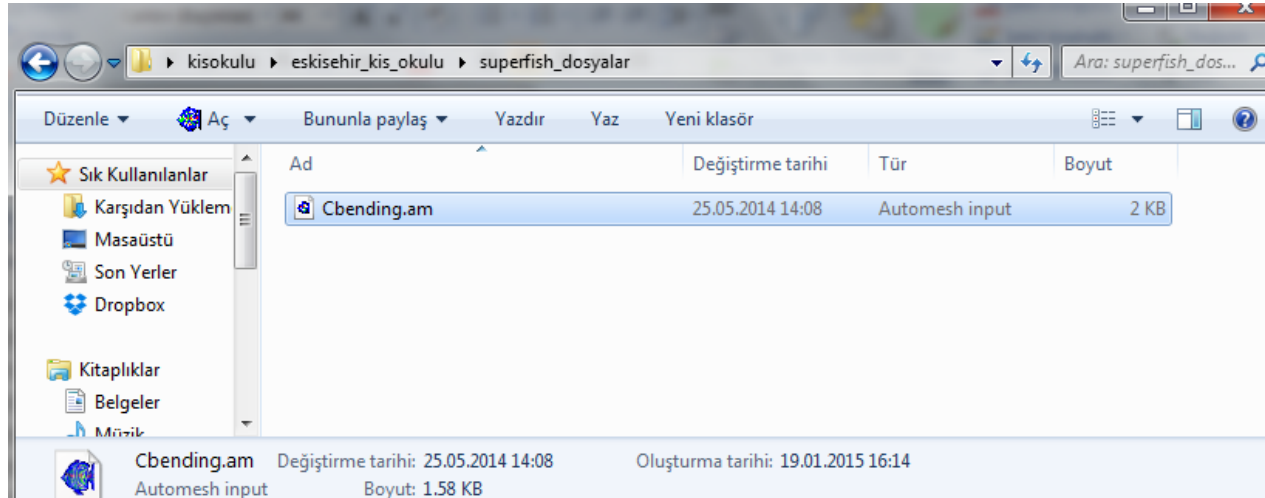 kisokulu eskisehir_kis_okulu superfish_dosyalar
Ara: superfish_dos...
Düzenle Aç Bununla paylaş Yazdır Yaz Yeni klasör
Ad Değiştirme tarihi Tür Boyut
Cbending.am 25.05.2014 14:08 Automesh input 2 KB
Sık Kullanılanlar
Karşıdan Yüklem
Masaüstü
Son Yerler
Dropbox
Kitaplıklar
Belgeler
Müzik
Cbending.am Değiştirme tarihi: 25.05.2014 14:08 Oluşturma tarihi: 19.01.2015 16:14
Automesh input Boyut: 1.58 KB